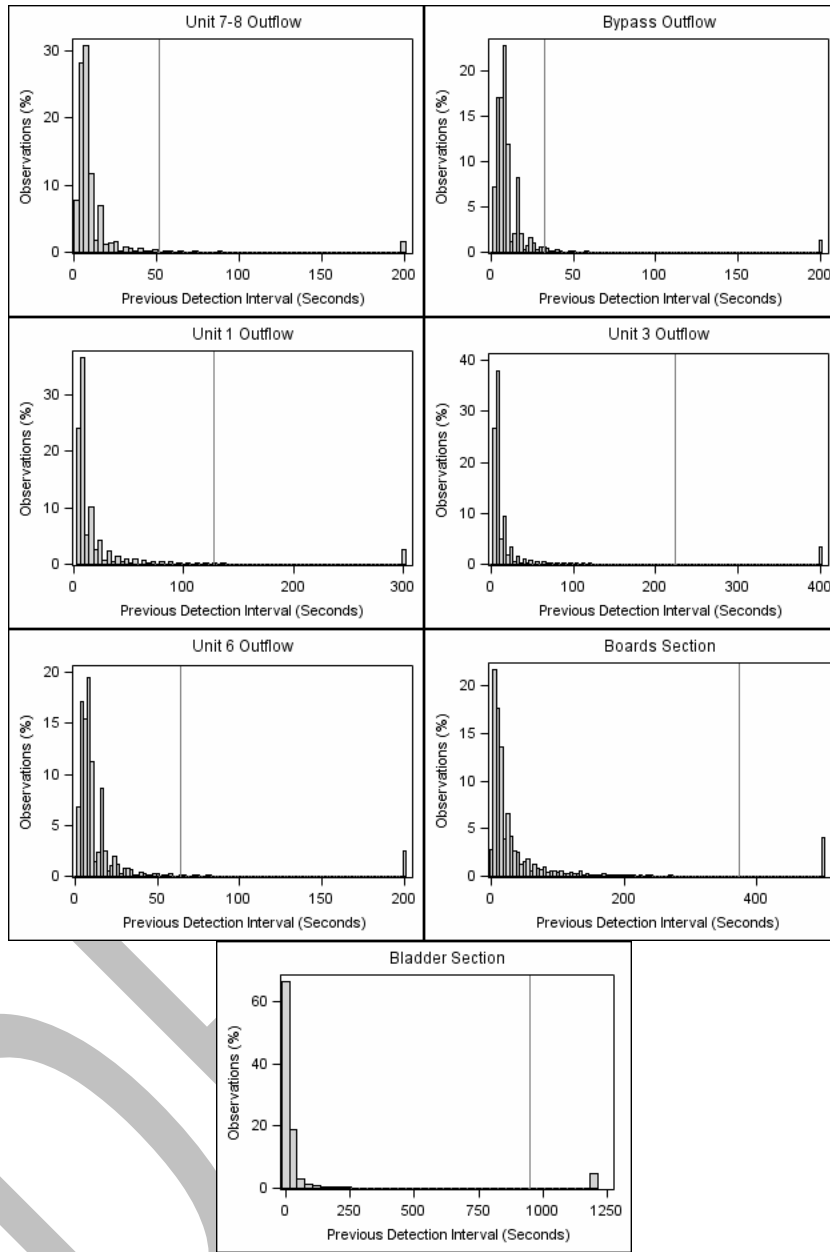 Unit 7-8 Outflow
Observations (%)
30
20
10
0
0 50 100 150 200
Previous Detection Interval (Seconds)
Bypass Outflow
Observations (%)
20
15
10
5
0
0 50 100 150 200
Previous Detection Interval (Seconds)
Unit 1 Outflow
Observations (%)
30
20
10
0
0 100 200 300
Previous Detection Interval (Seconds)
Unit 3 Outflow
Observations (%)
40
30
20
10
0
0 100 200 300 400
Previous Detection Interval (Seconds)
Unit 6 Outflow
Observations (%)
20
15
10
5
0
0 50 100 150 200
Previous Detection Interval (Seconds)
Boards Section
Observations (%)
20
15
10
5
0
0 200 400
Previous Detection Interval (Seconds)
Bladder Section
Observations (%)
60
40
20
0
0 250 500 750 1000 1250
Previous Detection Interval (Seconds)